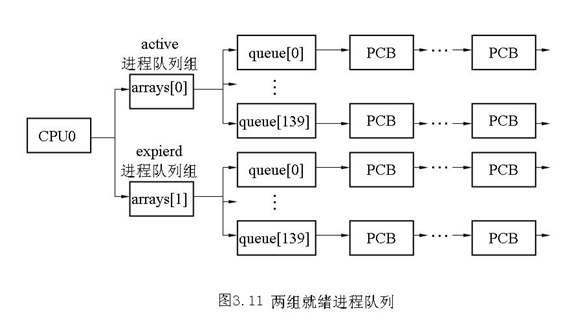 active
进程队列组
arrays[0]
queue[0]
PCB
···
PCB
⋮
queue[139]
PCB
···
PCB
CPU0
expierd
进程队列组
arrays[1]
queue[0]
PCB
···
PCB
⋮
queue[139]
PCB
···
PCB
图3.11 两组就绪进程队列